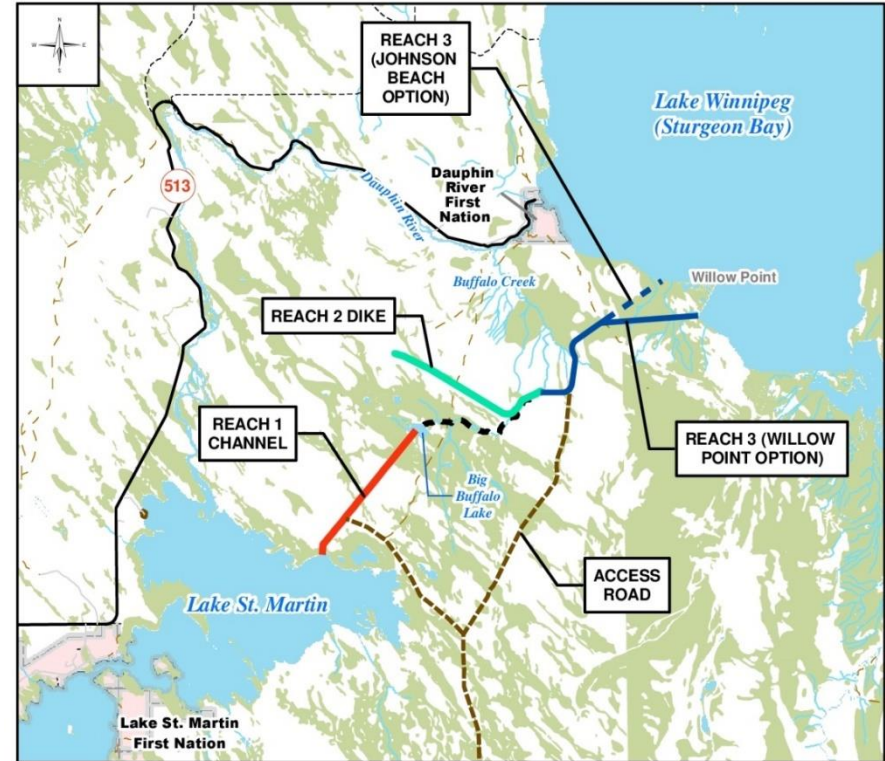 N
W
E
S
REACH 3
(JOHNSON
BEACH
OPTION)
Lake Winnipeg
(Sturgeon Bay)
513
Dauphin
River
First
Nation
Dauphin River
Buffalo Creek
Willow Point
REACH 2 DIKE
REACH 1
CHANNEL
REACH 3 (WILLOW
POINT OPTION)
Big
Buffalo
Lake
ACCESS
ROAD
Lake St. Martin
Lake St. Martin
First Nation